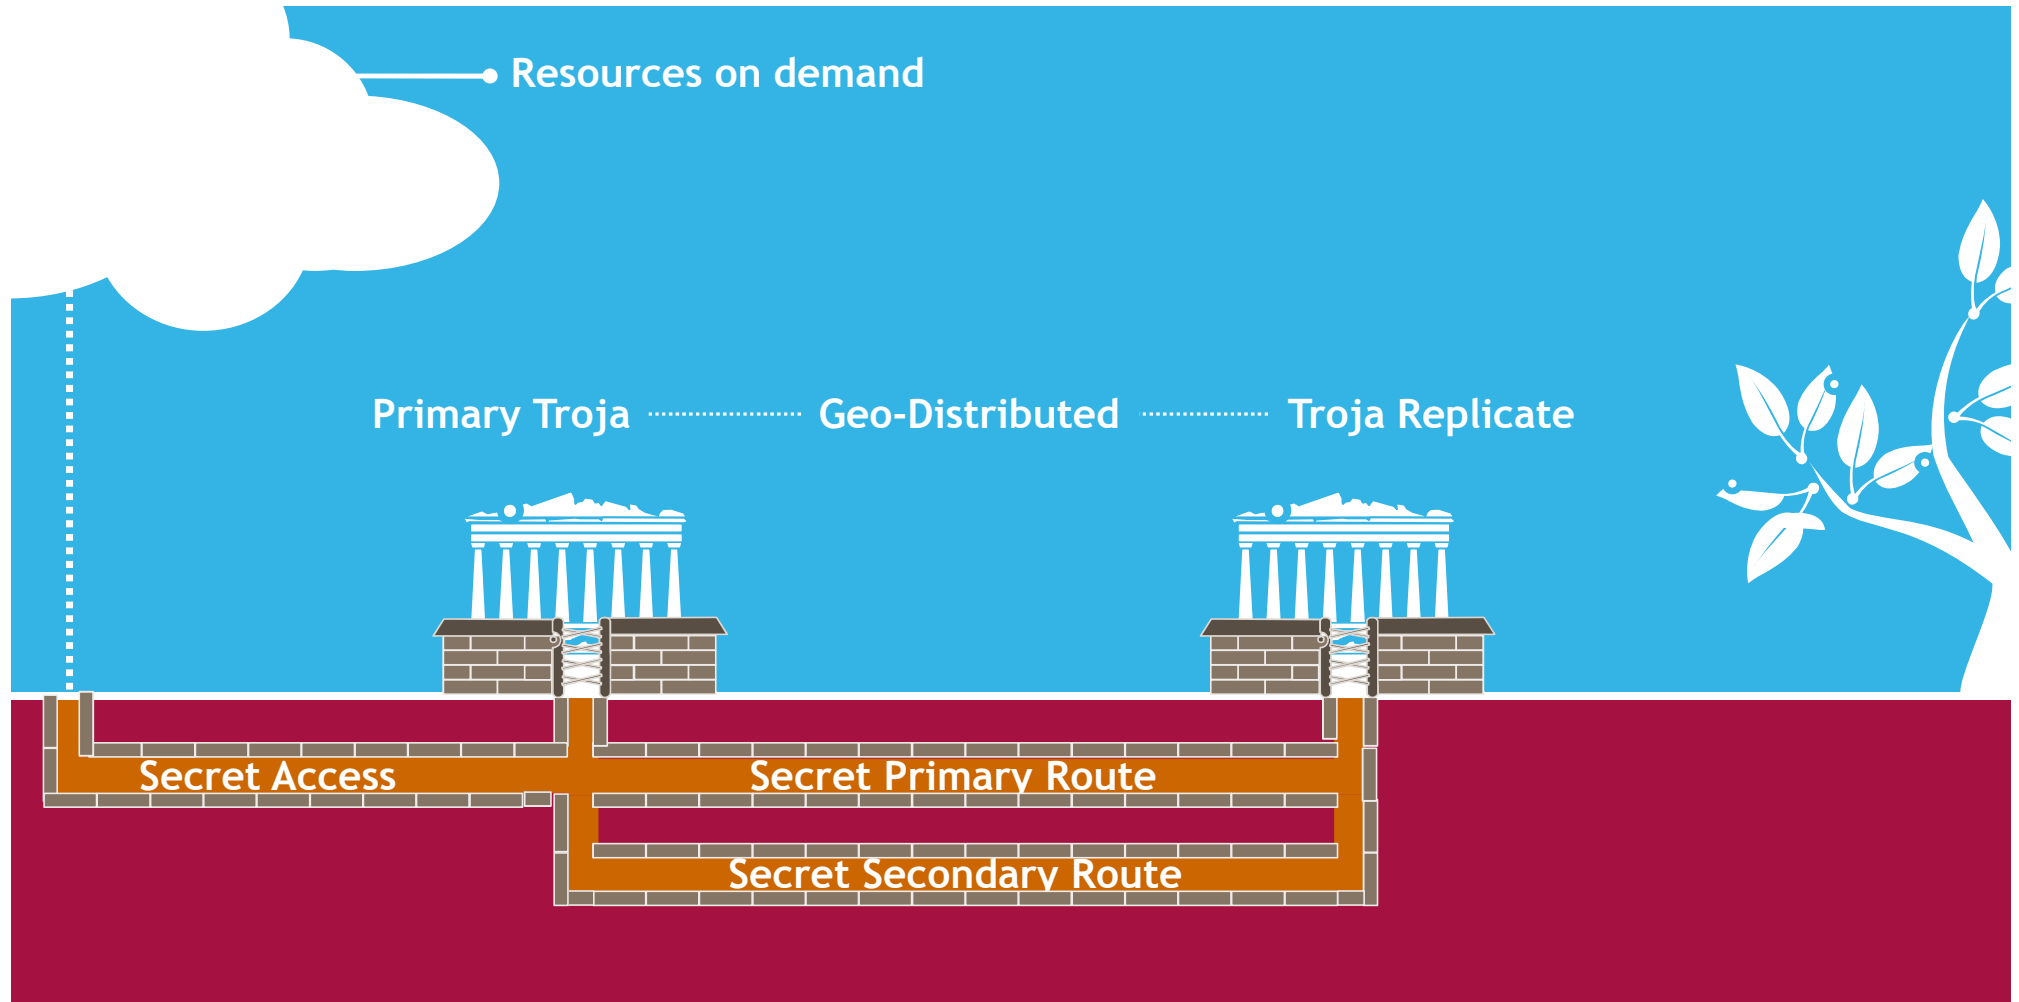 Resources on demand
Primary Troja
Geo-Distributed
Troja Replicate
Secret Access
Secret Primary Route
Secret Secondary Route